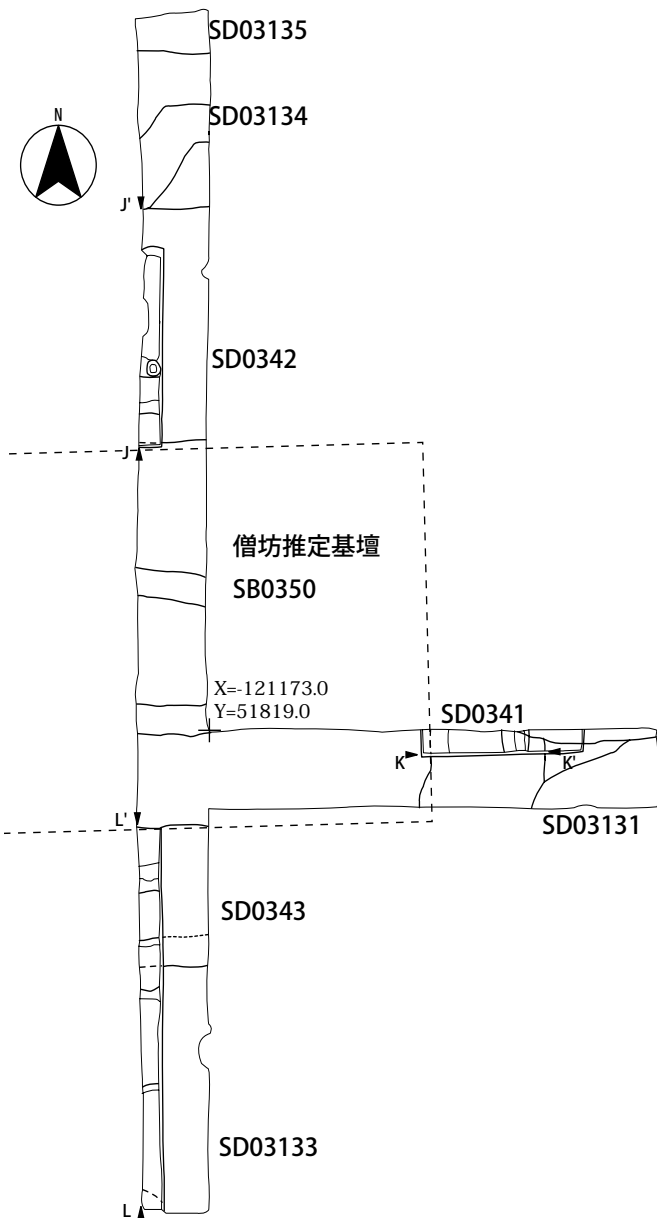 SD03135
N
SD03134
J'
SD0342
J
僧坊推定基壇
SB0350
X=-121173.0
Y=51819.0
SD0341
K
K'
L'
SD03131
SD0343
SD03133
L